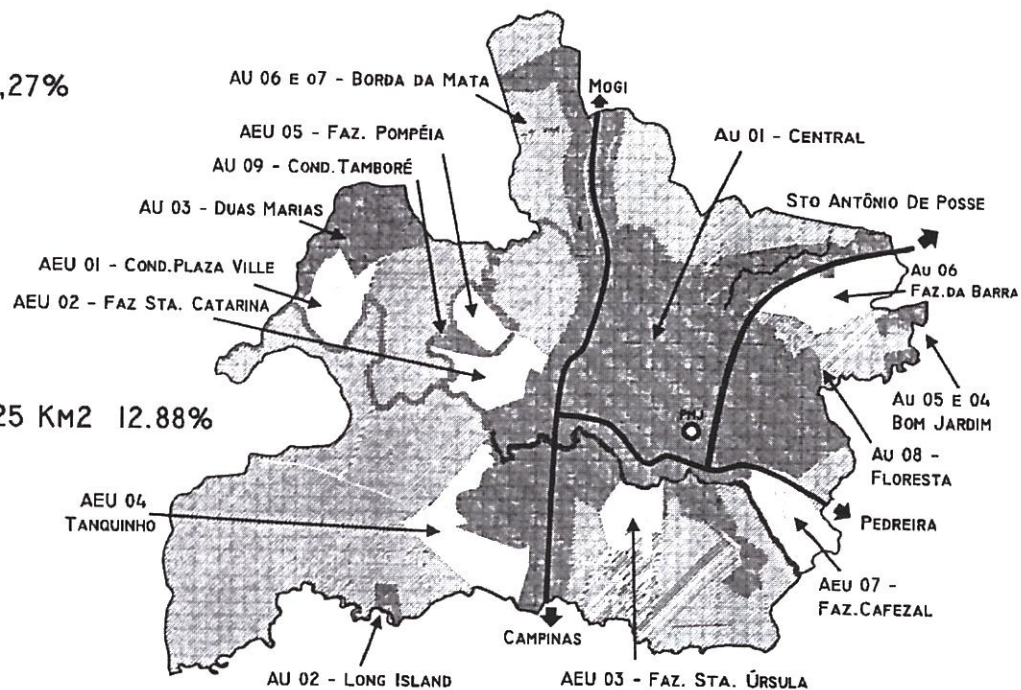 ,27%
AU 06 E 07 - BORDA DA MATA
MOGI
AEU 05 - FAZ. POMPÉIA
AU 01 - CENTRAL
AU 09 - COND.TAMBORÉ
STO ANTÔNIO DE POSSE
AU 03 - DUAS MARIAS
AEU 01 - COND.PLAZA VILLE
AU 06
FAZ.DA BARRA
AEU 02 - FAZ STA. CATARINA
25 KM2 12.88%
PMJ
AU 05 E 04
BOM JARDIM
AU 08 -
FLORESTA
AEU 04
TANQUINHO
PEDREIRA
AEU 07 -
FAZ.CAFEZAL
CAMPINAS
AU 02 - LONG ISLAND
AEU 03 - FAZ. STA. ÚRSULA